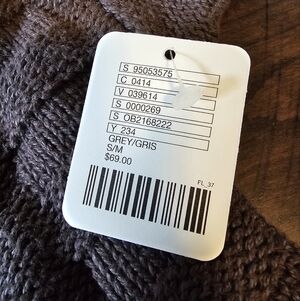 S 95053575
C 0414
V 039614
S 0000269
S OB2168222
Y 234
GREY/GRIS
S/M
$69.00
FL_37